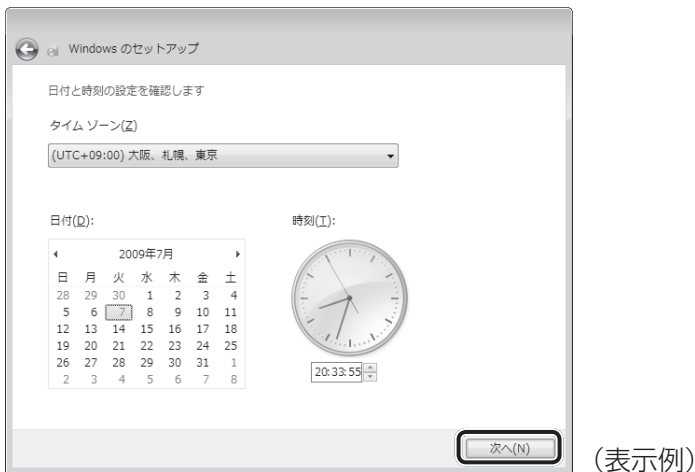 Windows のセットアップ
日付と時刻の設定を確認します
タイム ゾーン(Z)
(UTC+09:00) 大阪、札幌、東京
日付(D):
時刻(T):
2009年7月
日 月 火 水 木 金 土
28 29 30 1 2 3 4
5 6 7 8 9 10 11
12 13 14 15 16 17 18
19 20 21 22 23 24 25
26 27 28 29 30 31 1
2 3 4 5 6 7 8
20:33:55
次へ(N)
(表示例)